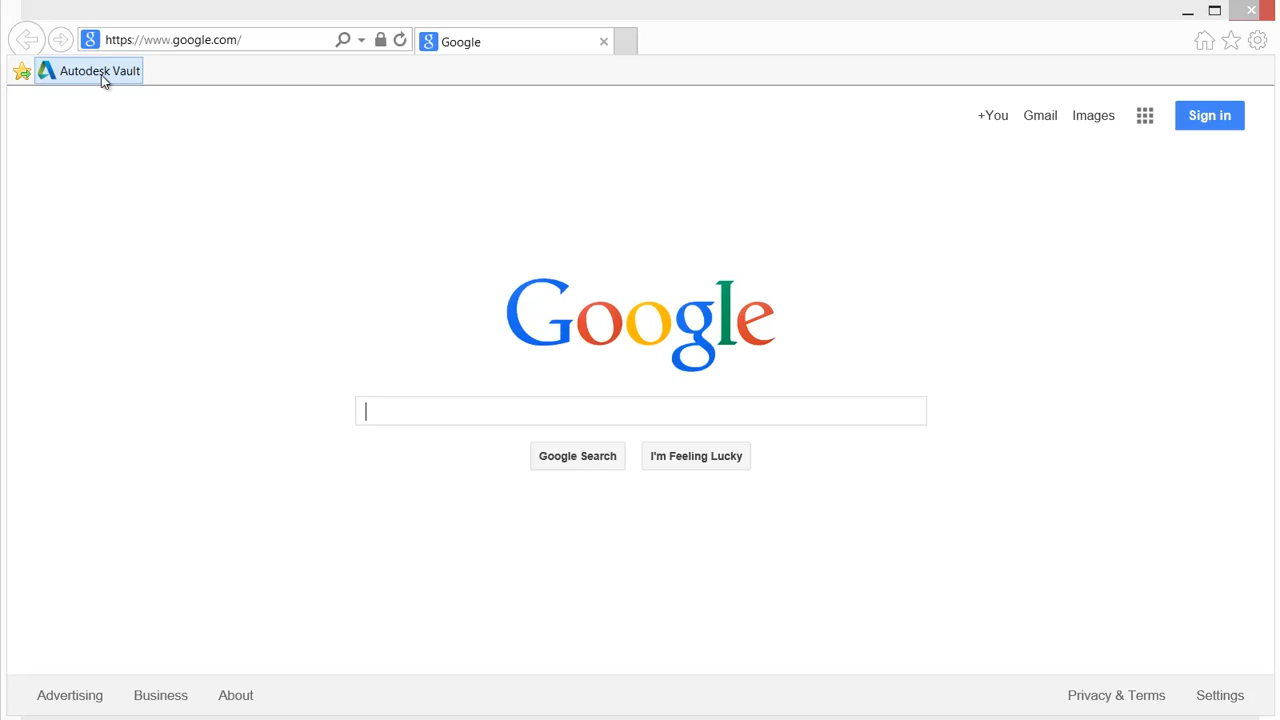 https://www.google.com/
Google
Autodesk Vault
+You Gmail Images Sign in
Google
Google Search I'm Feeling Lucky
Advertising Business About Privacy & Terms Settings